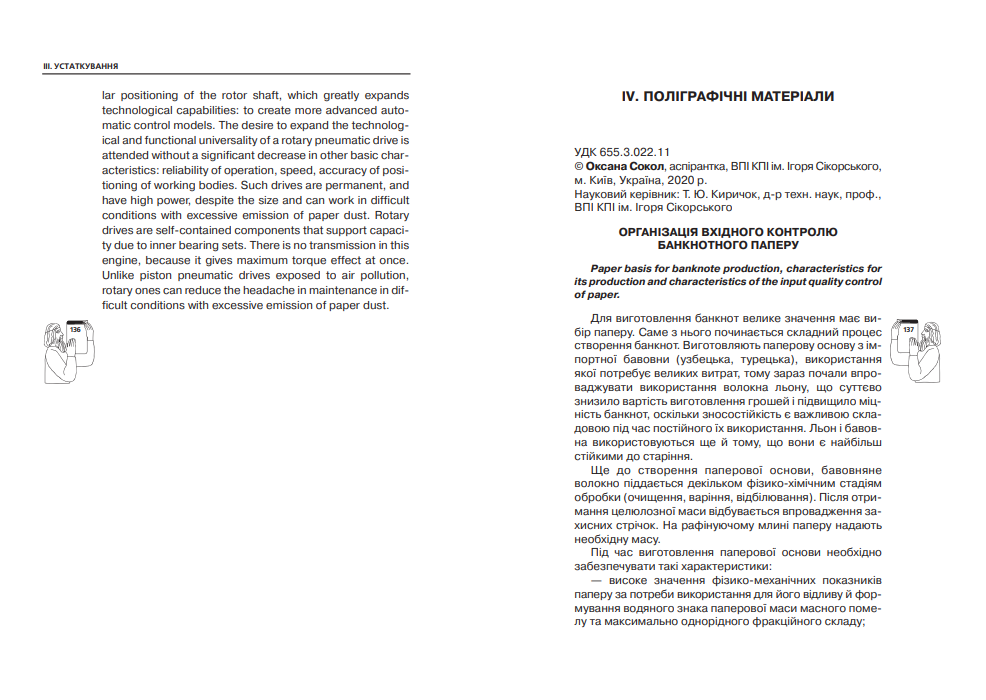 III. УСТАТКУВАННЯ
lar positioning of the rotor shaft, which greatly expands
technological capabilities: to create more advanced auto-
matic control models. The desire to expand the technolog-
ical and functional universality of a rotary pneumatic drive is
attended without a significant decrease in other basic char-
acteristics: reliability of operation, speed, accuracy of posi-
tioning of working bodies. Such drives are permanent, and
have high power, despite the size and can work in difficult
conditions with excessive emission of paper dust. Rotary
drives are self-contained components that support capaci-
ty due to inner bearing sets. There is no transmission in this
engine, because it gives maximum torque effect at once.
Unlike piston pneumatic drives exposed to air pollution,
rotary ones can reduce the headache in maintenance in dif-
ficult conditions with excessive emission of paper dust.
136
IV. ПОЛІГРАФІЧНІ МАТЕРІАЛИ
УДК 655.3.022.11
© Оксана Сокол, аспірантка, ВПІ КПІ ім. Ігоря Сікорського,
м. Київ, Україна, 2020 р.
Науковий керівник: Т. Ю. Киричок, д-р техн. наук, проф.,
ВПІ КПІ ім. Ігоря Сікорського
ОРГАНІЗАЦІЯ ВХІДНОГО КОНТРОЛЮ
БАНКНОТНОГО ПАПЕРУ
Paper basis for banknote production, characteristics for
its production and characteristics of the input quality control
of paper.
Для виготовлення банкнот велике значення має ви-
бір паперу. Саме з нього починається складний процес
створення банкнот. Виготовляють паперову основу з ім-
портної бавовни (узбецька, турецька), використання
якої потребує великих витрат, тому зараз почали впро-
ваджувати використання волокна льону, що суттєво
знизило вартість виготовлення грошей і підвищило міц-
ність банкнот, оскільки зносостійкість є важливою скла-
довою під час постійного їх використання. Льон і бавов-
на використовуються ще й тому, що вони є найбільш
стійкими до старіння.
Ще до створення паперової основи, бавовняне
волокно піддається декільком фізико-хімічним стадіям
обробки (очищення, варіння, відбілювання). Після отри-
мання целюлозної маси відбувається впровадження за-
хисних стрічок. На рафінуючому млині паперу надають
необхідну масу.
Під час виготовлення паперової основи необхідно
забезпечувати такі характеристики:
— високе значення фізико-механічних показників
паперу за потреби використання для його відливу й фор-
мування водяного знака паперової маси масного поме-
лу та максимально однорідного фракційного складу;
137